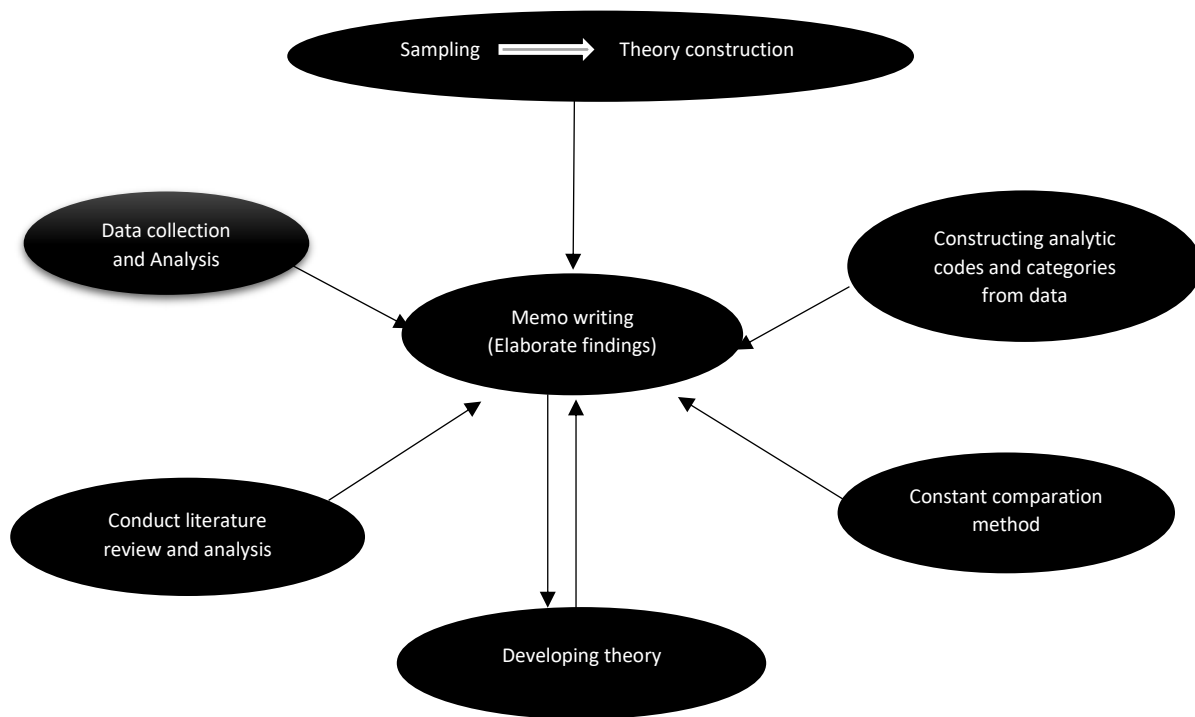 Sampling Theory construction
Data collection
and Analysis
Constructing analytic
codes and categories
from data
Memo writing
(Elaborate findings)
Conduct literature
review and analysis
Constant comparation
method
Developing theory